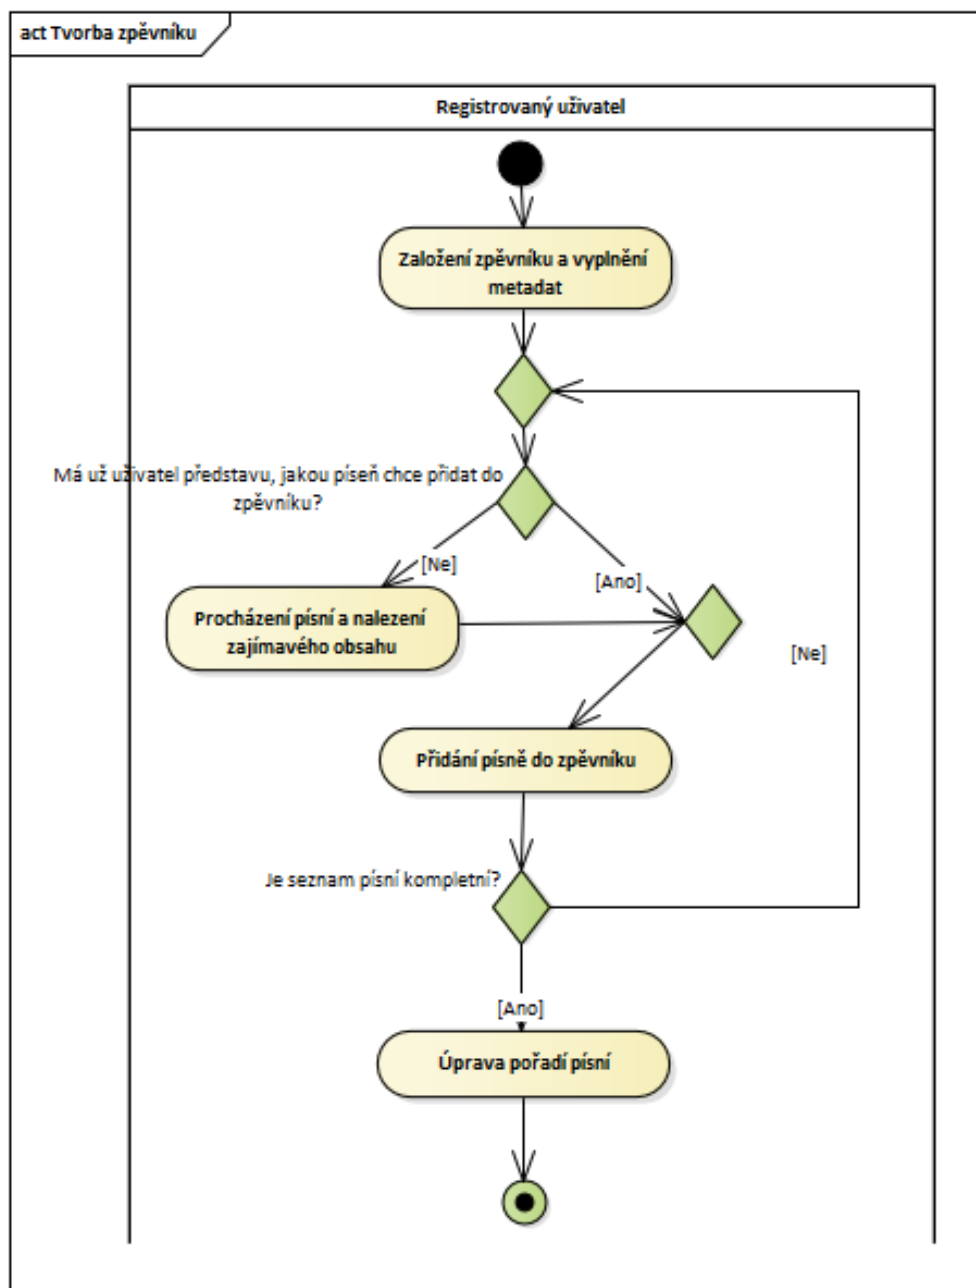 act Tvorba zpěvníku
Registrovaný uživatel
Založení zpěvníku a vyplnění
metadat
Má už uživatel představu, jakou píseň chce přidat do
zpěvníku?
[Ne]
[Ano]
Procházení písní a nalezení
zajímavého obsahu
[Ne]
Přidání písně do zpěvníku
Je seznam písní kompletní?
[Ano]
Úprava pořadí písní